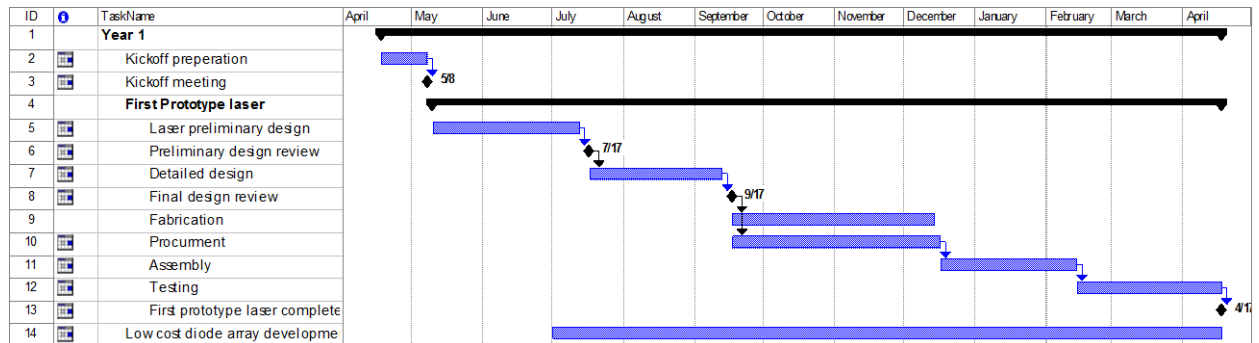 ID TaskName April May June July August September October November December January February March April
1 Year 1
2 Kickoff preperation
3 Kickoff meeting 5/8
4 First Prototype laser
5 Laser preliminary design
6 Preliminary design review 7/17
7 Detailed design
8 Final design review 9/17
9 Fabrication
10 Procurment
11 Assembly
12 Testing
13 First prototype laser complete 4/17
14 Low cost diode array developme